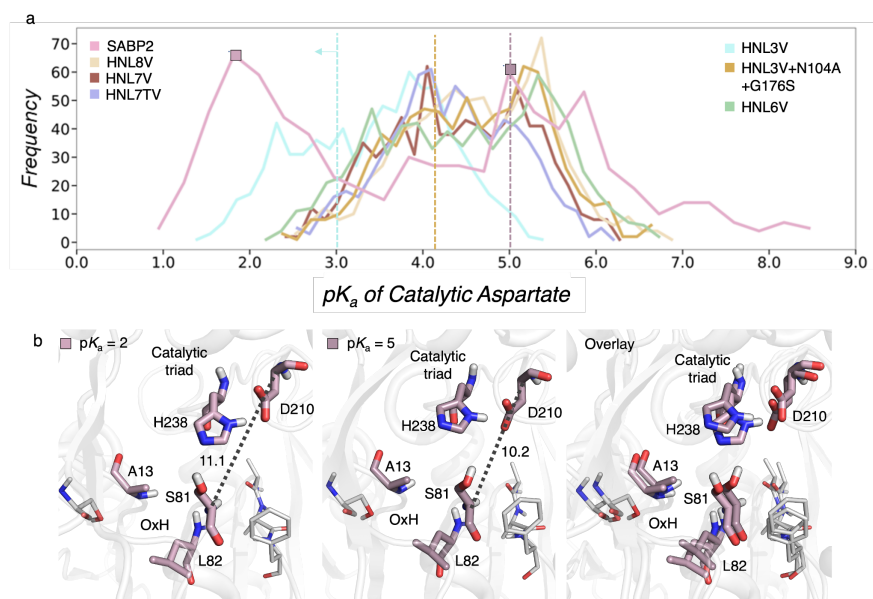 a
SABP2
HNL8V
HNL7V
HNL7TV
HNL3V
HNL3V+N104A
+G176S
HNL6V
Frequency
70
60
50
40
30
20
10
0
0.0 1.0 2.0 3.0 4.0 5.0 6.0 7.0 8.0 9.0
pKa of Catalytic Aspartate
b
pKa = 2
Catalytic
triad
H238
D210
11.1
A13
S81
OxH
L82
pKa = 5
Catalytic
triad
H238
D210
10.2
A13
S81
OxH
L82
Overlay
Catalytic
triad
H238
D210
A13
S81
OxH
L82